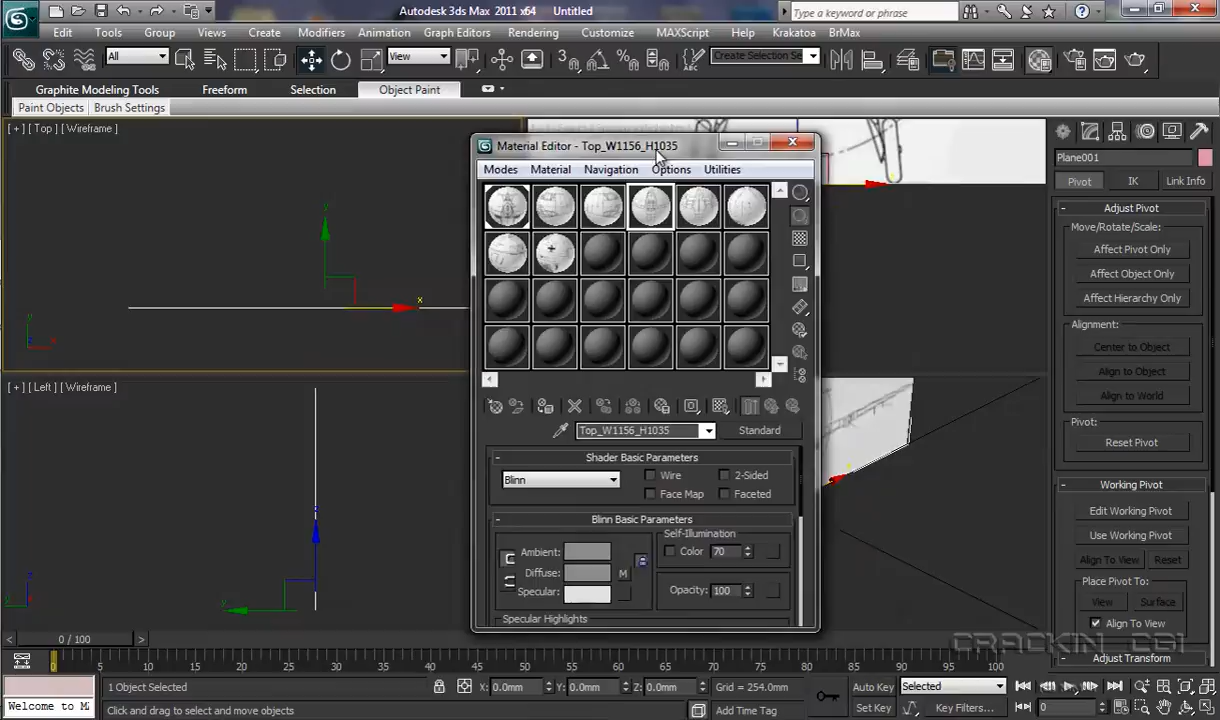 Autodesk 3ds Max 2011 x64 Untitled
Type a keyword or phrase
Edit Tools Group Views Create Modifiers Animation Graph Editors Rendering Customize MAXScript Help Krakatoa BrMax
All View Create Selection Se
Graphite Modeling Tools Freeform Selection Object Paint
Paint Objects Brush Settings
[ + ] [ Top ] [ Wireframe ]
Material Editor - Top_W1156_H1035
Modes Material Navigation Options Utilities
Top_W1156_H1035 Standard
- Shader Basic Parameters
Blinn
Wire 2-Sided
Face Map Faceted
- Blinn Basic Parameters
Self-Illumination
Ambient: Color 70
Diffuse: M
Specular: Opacity: 100
Specular Highlights
y
x
[ + ] [ Left ] [ Wireframe ]
Plane001
Pivot IK Link Info
- Adjust Pivot
Move/Rotate/Scale:
Affect Pivot Only
Affect Object Only
Affect Hierarchy Only
Alignment:
Center to Object
Align to Object
Align to World
Pivot:
Reset Pivot
- Working Pivot
Edit Working Pivot
Use Working Pivot
Align To View Reset
Place Pivot To:
View Surface
Align To View
- Adjust Transform
CRACKIN CGI
< 0 / 100 >
0 5 10 15 20 25 30 35 40 45 50 55 60 65 70 75 80 85 90 95 100
1 Object Selected X: 0.0mm Y: 0.0mm Z: 0.0mm Grid = 254.0mm Auto Key Selected
Welcome to MA Click and drag to select and move objects Add Time Tag Set Key Key Filters... 0